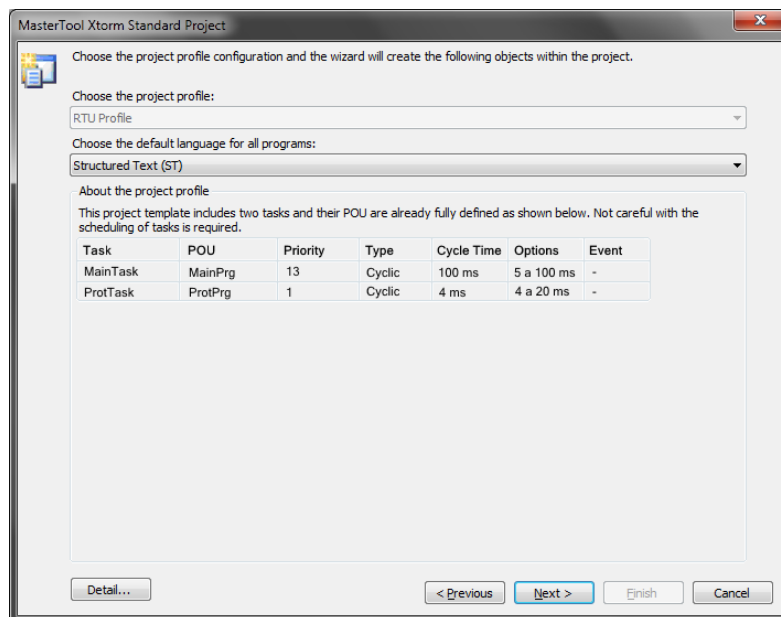 MasterTool Xtorm Standard Project
Choose the project profile configuration and the wizard will create the following objects within the project.
Choose the project profile:
RTU Profile
Choose the default language for all programs:
Structured Text (ST)
About the project profile
This project template includes two tasks and their POU are already fully defined as shown below. Not careful with the
scheduling of tasks is required.
Task POU Priority Type Cycle Time Options Event
MainTask MainPrg 13 Cyclic 100 ms 5 a 100 ms -
ProtTask ProtPrg 1 Cyclic 4 ms 4 a 20 ms -
Detail... < Previous Next > Finish Cancel